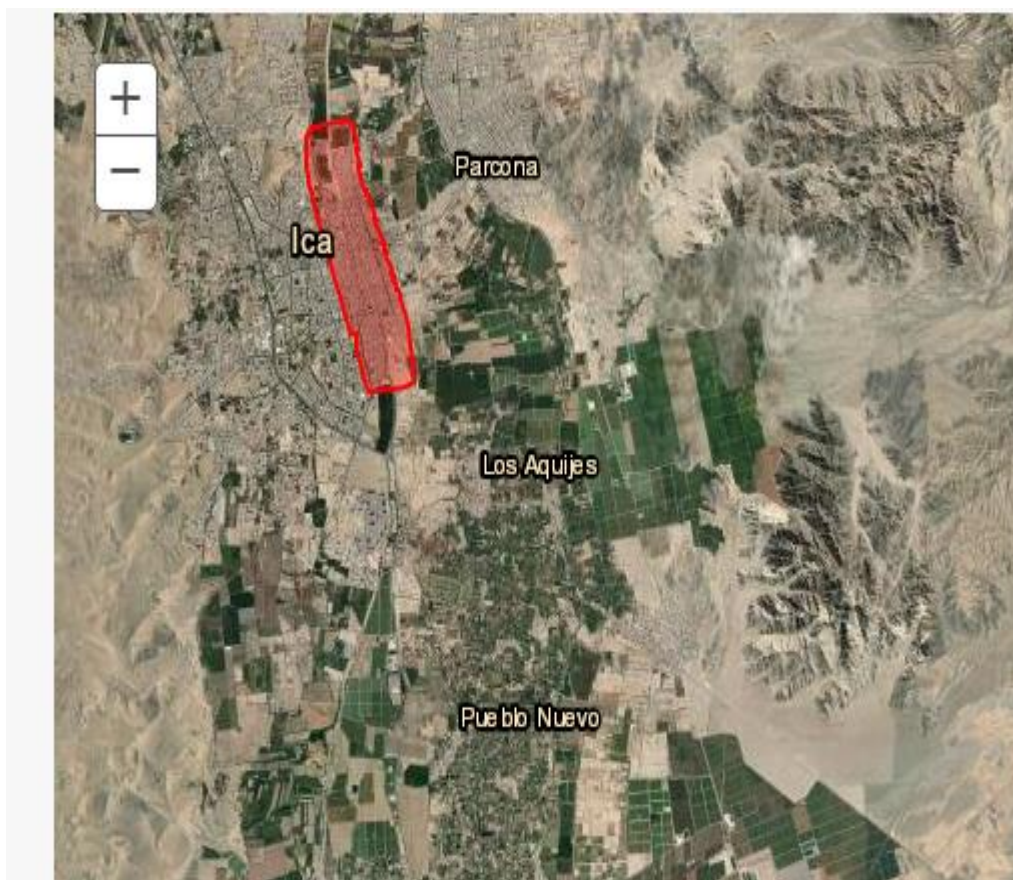 +
−
Parcona
Ica
Los Aquijes
Pueblo Nuevo